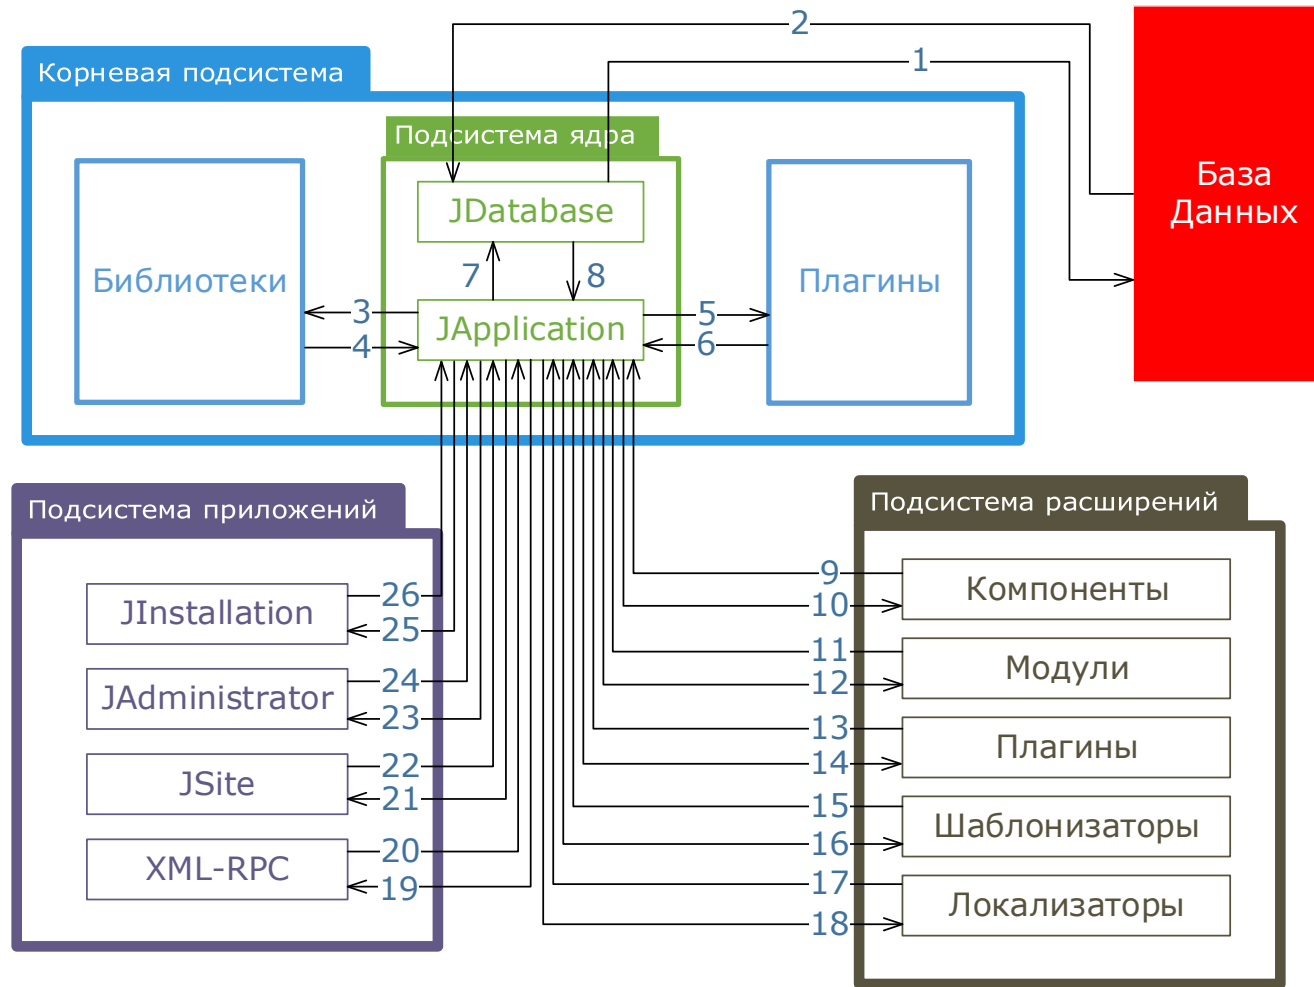 2
1
Корневая подсистема
Подсистема ядра
База
Данных
JDatabase
Библиотеки
7
8
Плагины
3
JApplication
5
4
6
Подсистема приложений
Подсистема расширений
JInstallation
26
25
JAdministrator
24
23
JSite
22
21
XML-RPC
20
19
9
10
Компоненты
11
12
Модули
13
14
Плагины
15
16
Шаблонизаторы
17
18
Локализаторы